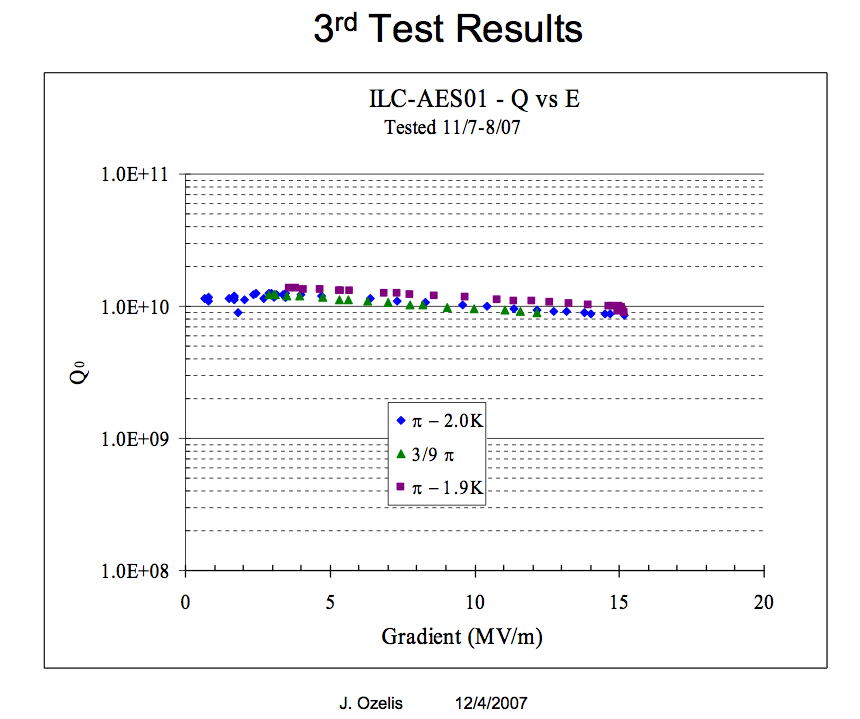 3rd Test Results
ILC-AES01 - Q vs E
Tested 11/7-8/07
1.0E+11
1.0E+10
Q0
π – 2.0K
1.0E+09
3/9 π
π – 1.9K
1.0E+08
0 5 10 15 20
Gradient (MV/m)
J. Ozelis 12/4/2007